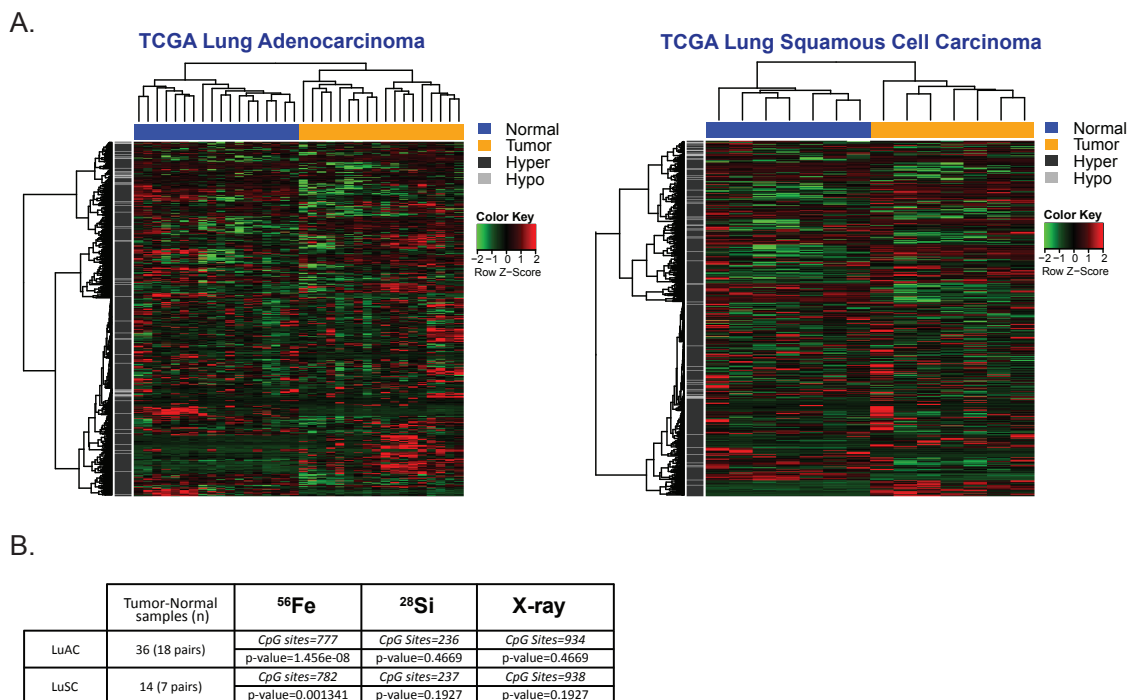 A.
TCGA Lung Adenocarcinoma
Normal
Tumor
Hyper
Hypo
Color Key
−2 −1 0 1 2
Row Z−Score
TCGA Lung Squamous Cell Carcinoma
Normal
Tumor
Hyper
Hypo
Color Key
−2 −1 0 1 2
Row Z−Score
B.
Tumor-Normal samples (n) 56Fe 28Si X-ray
LuAC 36 (18 pairs) CpG sites=777 CpG Sites=236 CpG Sites=934
p-value=1.456e-08 p-value=0.4669 p-value=0.4669
LuSC 14 (7 pairs) CpG sites=782 CpG Sites=237 CpG Sites=938
p-value=0.001341 p-value=0.1927 p-value=0.1927